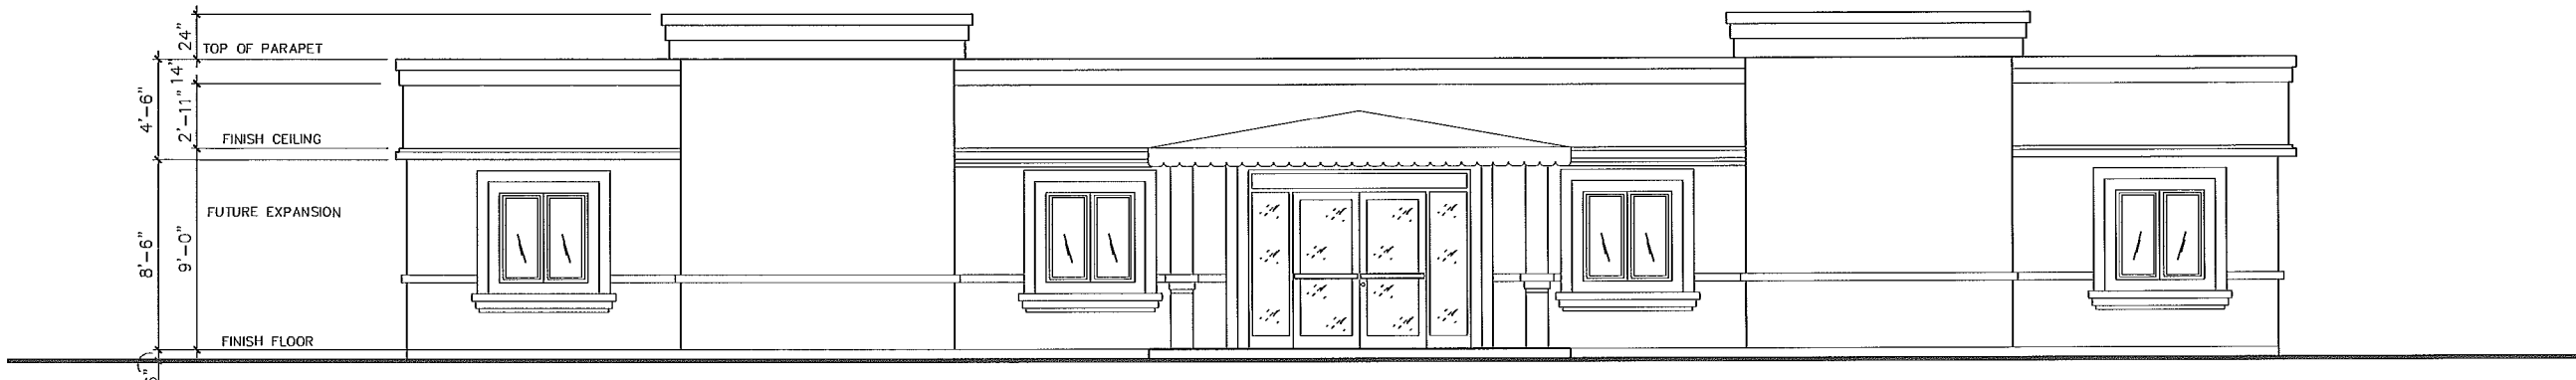 24"
TOP OF PARAPET
14"
4'-6"
2'-11"
FINISH CEILING
FUTURE EXPANSION
8'-6"
9'-0"
FINISH FLOOR